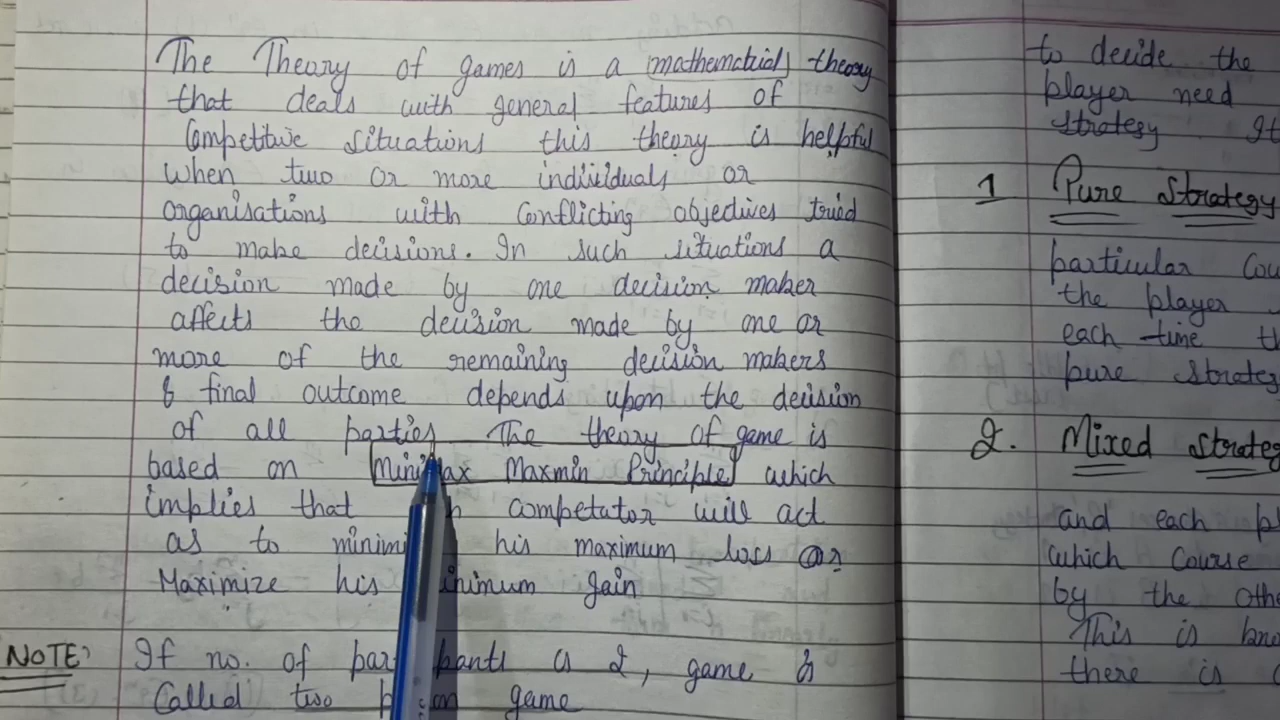 The Theory of games is a mathematical theory
that deals with general features of
Competitive situations this theory is helpful
when two or more individuals or
organisations with conflicting objectives tried
to make decisions. In such situations a
decision made by one decision maker
affects the decision made by one or
more of the remaining decision makers
& final outcome depends upon the decision
of all parties The theory of game is
based on Minimax Maxmin Principle which
implies that competator will act
as to his maximum loss or
Maximize his gain
NOTE: If no. of is 2, game is
Called two game
to decide the
player need
strategy It
1 Pure Strategy
particular
the player
each time
pure
2. Mixed
and each
which course
by the
This is
there is